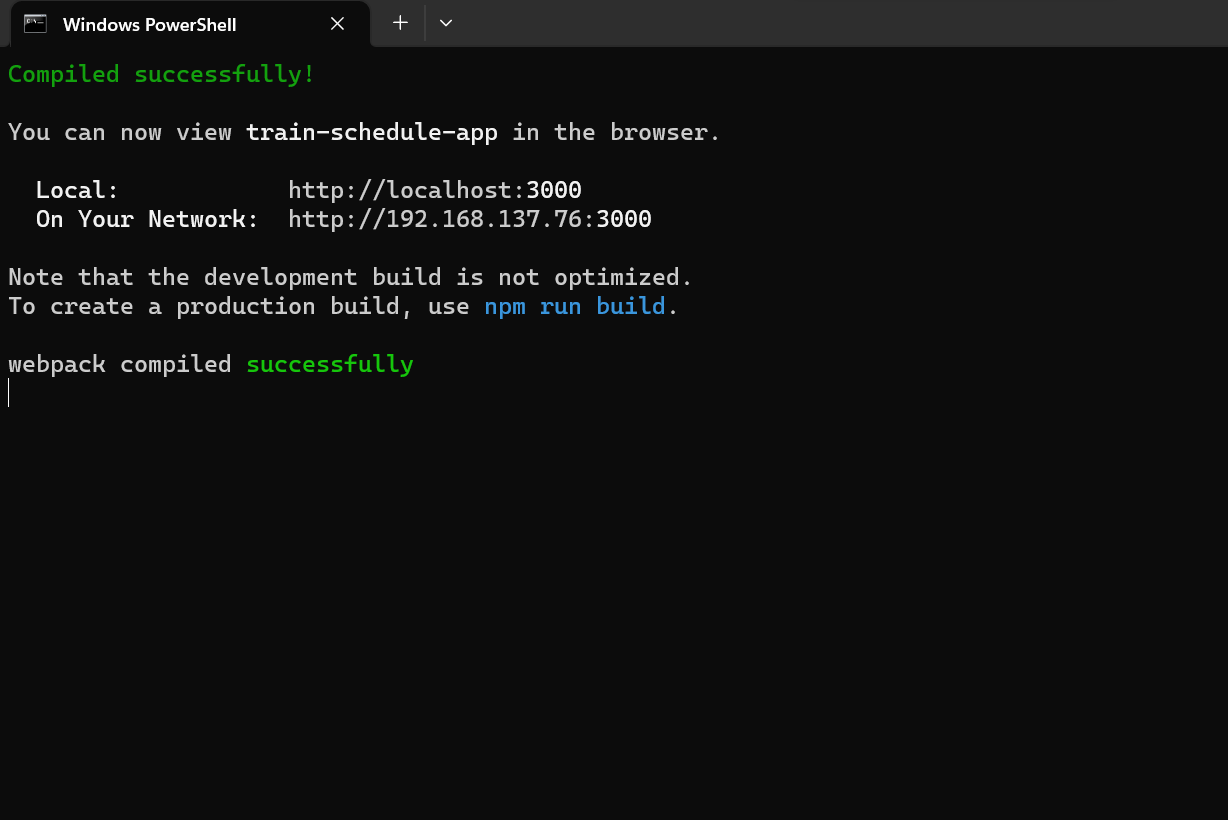 Windows PowerShell
Compiled successfully!
You can now view train-schedule-app in the browser.
Local: http://localhost:3000
On Your Network: http://192.168.137.76:3000
Note that the development build is not optimized.
To create a production build, use npm run build.
webpack compiled successfully